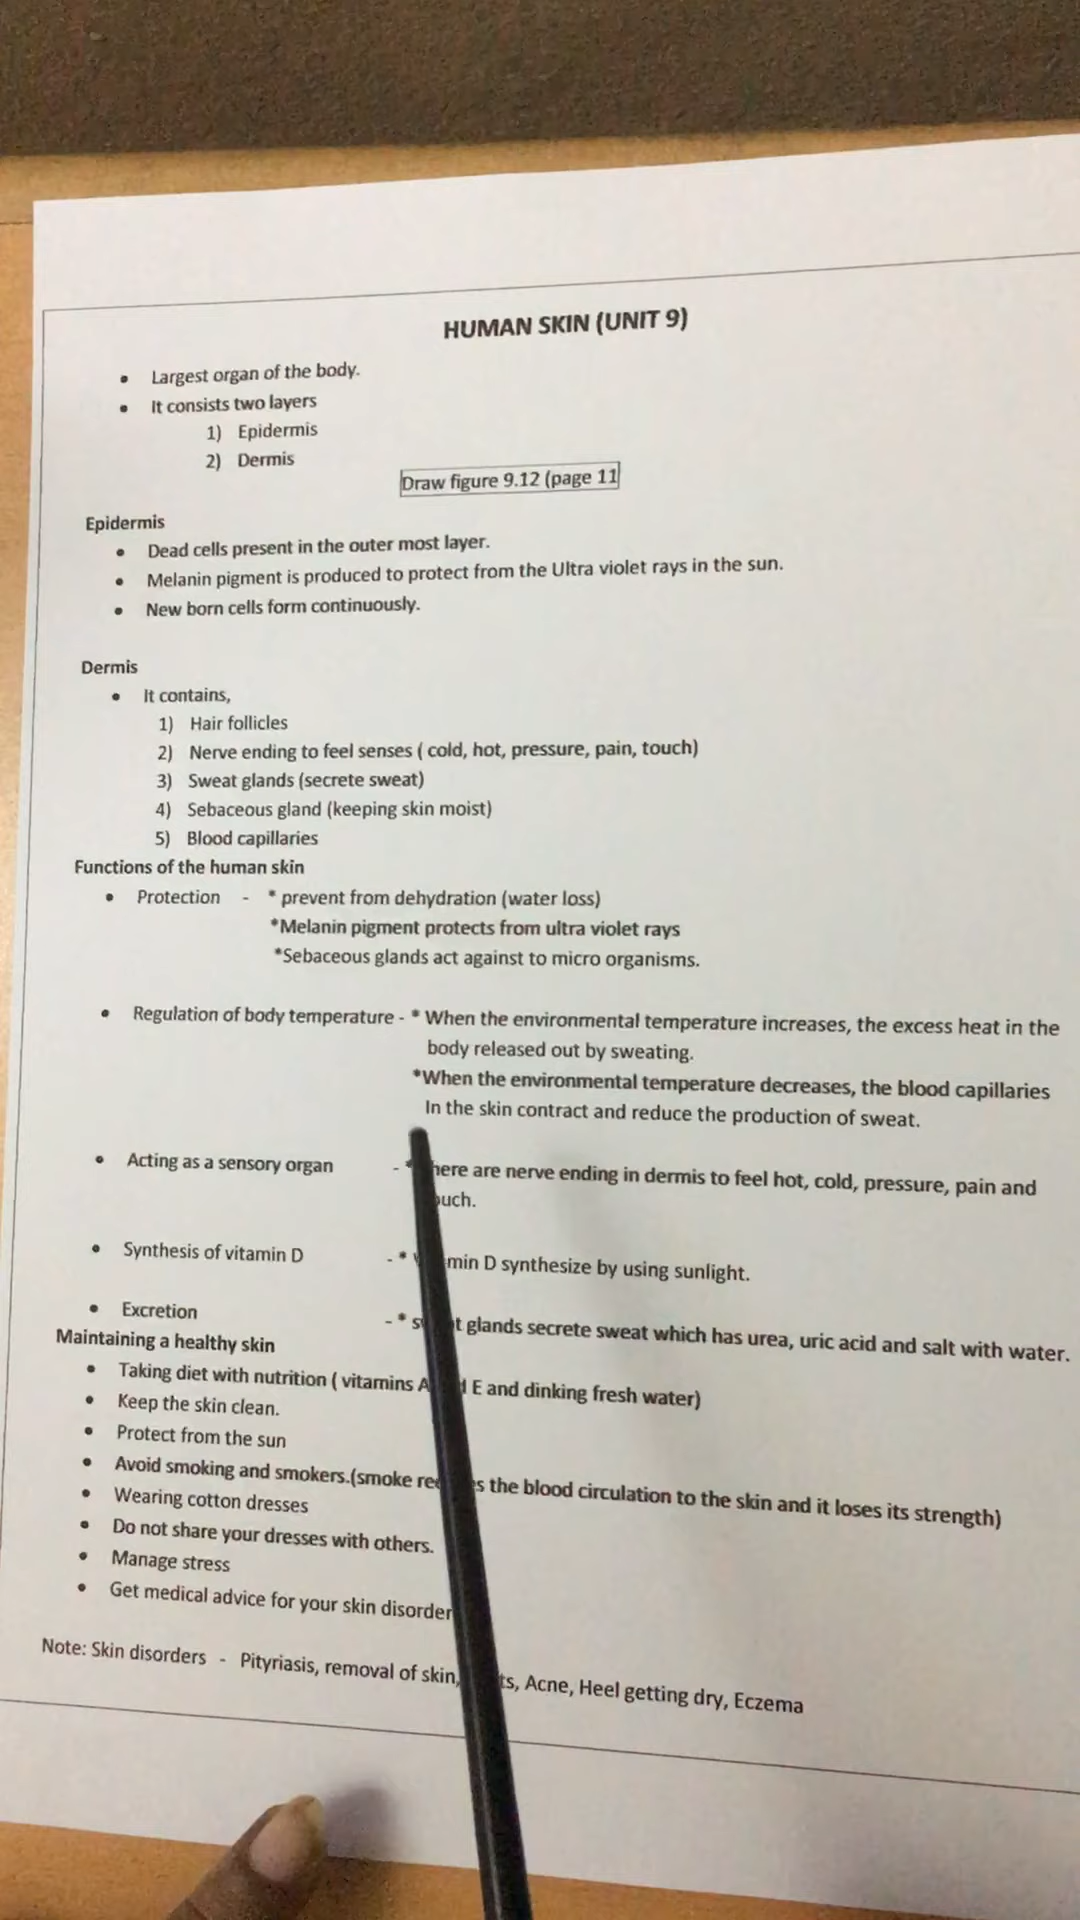 HUMAN SKIN (UNIT 9)
• Largest organ of the body.
• It consists two layers
1) Epidermis
2) Dermis
Draw figure 9.12 (page 11
Epidermis
• Dead cells present in the outer most layer.
• Melanin pigment is produced to protect from the Ultra violet rays in the sun.
• New born cells form continuously.
Dermis
• It contains,
1) Hair follicles
2) Nerve ending to feel senses ( cold, hot, pressure, pain, touch)
3) Sweat glands (secrete sweat)
4) Sebaceous gland (keeping skin moist)
5) Blood capillaries
Functions of the human skin
• Protection - * prevent from dehydration (water loss)
*Melanin pigment protects from ultra violet rays
*Sebaceous glands act against to micro organisms.
• Regulation of body temperature - * When the environmental temperature increases, the excess heat in the
body released out by sweating.
*When the environmental temperature decreases, the blood capillaries
In the skin contract and reduce the production of sweat.
• Acting as a sensory organ - * are nerve ending in dermis to feel hot, cold, pressure, pain and
• Synthesis of vitamin D - * D synthesize by using sunlight.
• Excretion - * glands secrete sweat which has urea, uric acid and salt with water.
Maintaining a healthy skin
• Taking diet with nutrition ( vitamins E and dinking fresh water)
• Keep the skin clean.
• Protect from the sun
• Avoid smoking and smokers.(smoke the blood circulation to the skin and it loses its strength)
• Wearing cotton dresses
• Do not share your dresses with others.
• Manage stress
• Get medical advice for your skin disorder
Note: Skin disorders - Pityriasis, removal of skin, Acne, Heel getting dry, Eczema